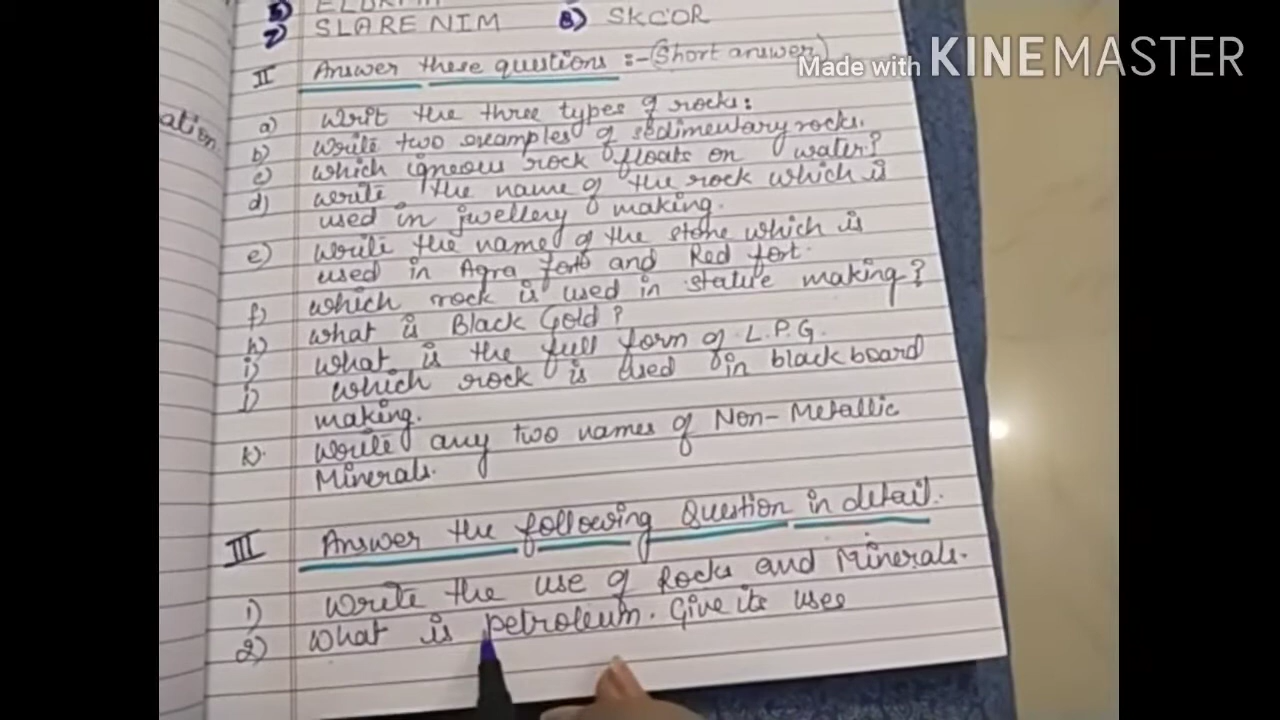 5)
7) SLARE NIM 8) SKCOR
Made with KINEMASTER
II Answer these questions :- (Short answer)
ation
a) Writ the three types of rocks:
b) Write two examples of sedimentary rocks.
c) which igneous rock floats on water?
d) write the name of the rock which is
used in jwellery making.
e) write the name of the stone which is
used in Agra fort and Red fort.
f) which rock is used in statue making?
h) What is Black Gold?
i) What is the full form of L.P.G.
j) which rock is used in black board
making.
k) Write any two names of Non-Metallic
Minerals.
III Answer the following Question in detail.
1) Write the use of Rocks and Minerals.
2) What is petroleum. Give its uses